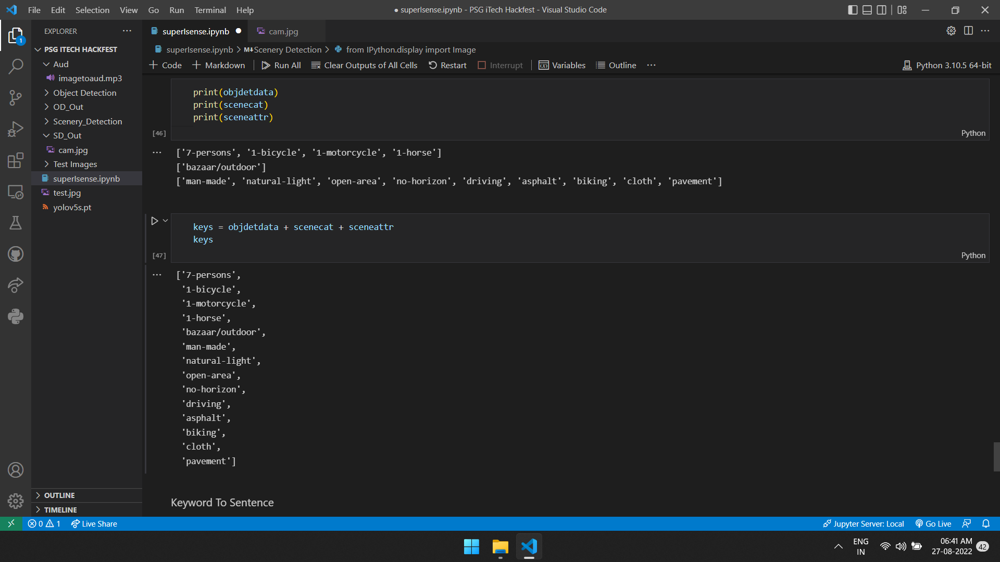 File Edit Selection View Go Run Terminal Help
● superIsense.ipynb - PSG iTech Hackfest - Visual Studio Code
EXPLORER
superIsense.ipynb
cam.jpg
1
PSG ITECH HACKFEST
Aud
imagetoaud.mp3
Object Detection
OD_Out
Scenery_Detection
SD_Out
cam.jpg
Test Images
superIsense.ipynb
test.jpg
yolov5s.pt
OUTLINE
TIMELINE
superIsense.ipynb > M↓Scenery Detection > from IPython.display import Image
+ Code + Markdown Run All Clear Outputs of All Cells Restart Interrupt Variables Outline ...
Python 3.10.5 64-bit
print(objdetdata)
print(scenecat)
print(sceneattr)
[46]
Python
['7-persons', '1-bicycle', '1-motorcycle', '1-horse']
['bazaar/outdoor']
['man-made', 'natural-light', 'open-area', 'no-horizon', 'driving', 'asphalt', 'biking', 'cloth', 'pavement']
keys = objdetdata + scenecat + sceneattr
keys
[47]
Python
['7-persons',
'1-bicycle',
'1-motorcycle',
'1-horse',
'bazaar/outdoor',
'man-made',
'natural-light',
'open-area',
'no-horizon',
'driving',
'asphalt',
'biking',
'cloth',
'pavement']
Keyword To Sentence
0 1 Live Share
Jupyter Server: Local Go Live
ENG
IN
06:41 AM
27-08-2022
42